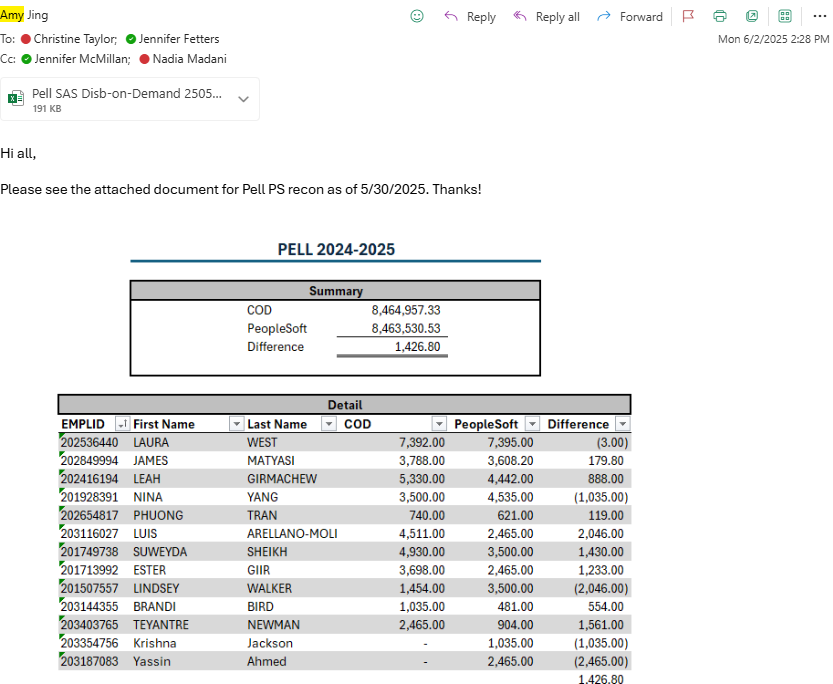 Amy Jing
Reply Reply all Forward
To: Christine Taylor; Jennifer Fetters
Mon 6/2/2025 2:28 PM
Cc: Jennifer McMillan; Nadia Madani
Pell SAS Disb-on-Demand 2505...
191 KB
Hi all,
Please see the attached document for Pell PS recon as of 5/30/2025. Thanks!
PELL 2024-2025
Summary
COD 8,464,957.33
PeopleSoft 8,463,530.53
Difference 1,426.80
Detail
EMPLID First Name Last Name COD PeopleSoft Difference
202536440 LAURA WEST 7,392.00 7,395.00 (3.00)
202849994 JAMES MATYASI 3,788.00 3,608.20 179.80
202416194 LEAH GIRMACHEW 5,330.00 4,442.00 888.00
201928391 NINA YANG 3,500.00 4,535.00 (1,035.00)
202654817 PHUONG TRAN 740.00 621.00 119.00
203116027 LUIS ARELLANO-MOLI 4,511.00 2,465.00 2,046.00
201749738 SUWEYDA SHEIKH 4,930.00 3,500.00 1,430.00
201713992 ESTER GIIR 3,698.00 2,465.00 1,233.00
201507557 LINDSEY WALKER 1,454.00 3,500.00 (2,046.00)
203144355 BRANDI BIRD 1,035.00 481.00 554.00
203403765 TEYANTRE NEWMAN 2,465.00 904.00 1,561.00
203354756 Krishna Jackson - 1,035.00 (1,035.00)
203187083 Yassin Ahmed - 2,465.00 (2,465.00)
1,426.80